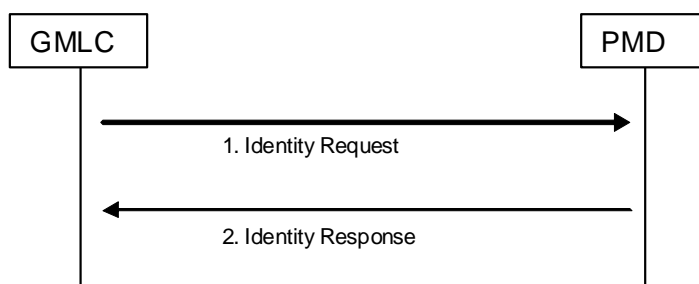 GMLC
PMD
1. Identity Request
2. Identity Response